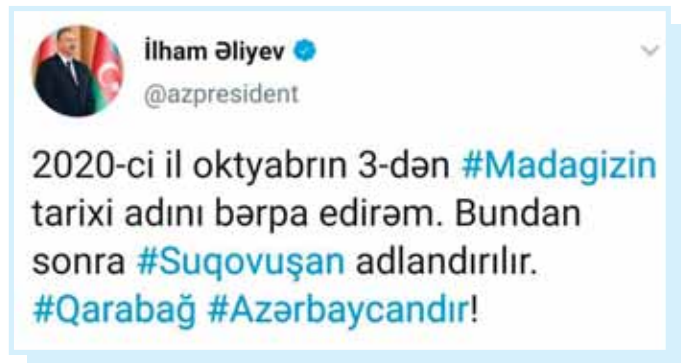 İlham Əliyev
@azpresident
2020-ci il oktyabrın 3-dən #Madagizin
tarixi adını bərpa edirəm. Bundan
sonra #Suqovuşan adlandırılır.
#Qarabağ #Azərbaycandır!